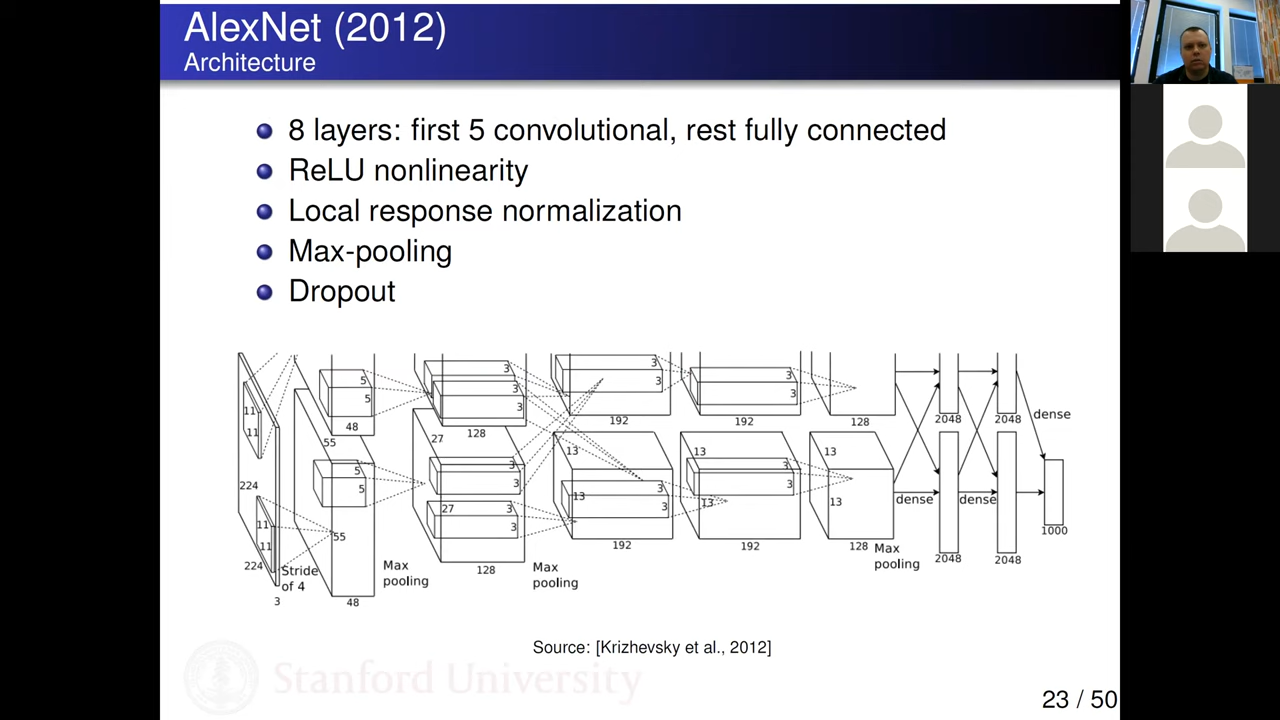 AlexNet (2012)
Architecture
8 layers: first 5 convolutional, rest fully connected
ReLU nonlinearity
Local response normalization
Max-pooling
Dropout
11
11
224
11
11
224
3
Stride
of 4
5
5
48
55
5
5
55
48
Max
pooling
3
3
3
128
27
3
3
27
3
3
128
Max
pooling
3
3
192
13
13
3
3
192
3
3
192
13
3
3
13
192
128
13
13
128
Max
pooling
2048
2048
dense
dense
dense
2048
2048
1000
Source: [Krizhevsky et al., 2012]
Stanford University
23 / 50